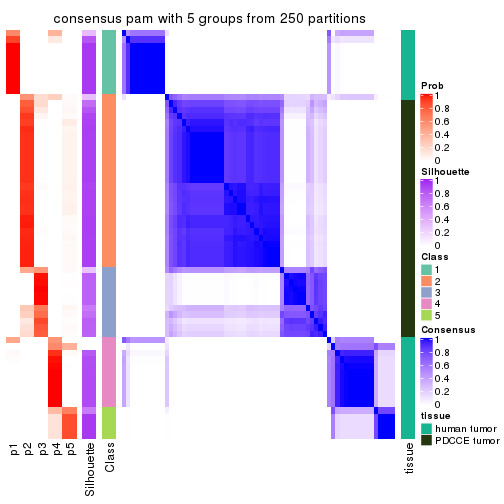 consensus pam with 5 groups from 250 partitions
Prob
1
0.8
0.6
0.4
0.2
0
Silhouette
1
0.8
0.6
0.4
0.2
0
Class
1
2
3
4
5
Consensus
1
0.8
0.6
0.4
0.2
0
tissue
human tumor
PDCCE tumor
p1
p2
p3
p4
p5
Silhouette
Class
tissue